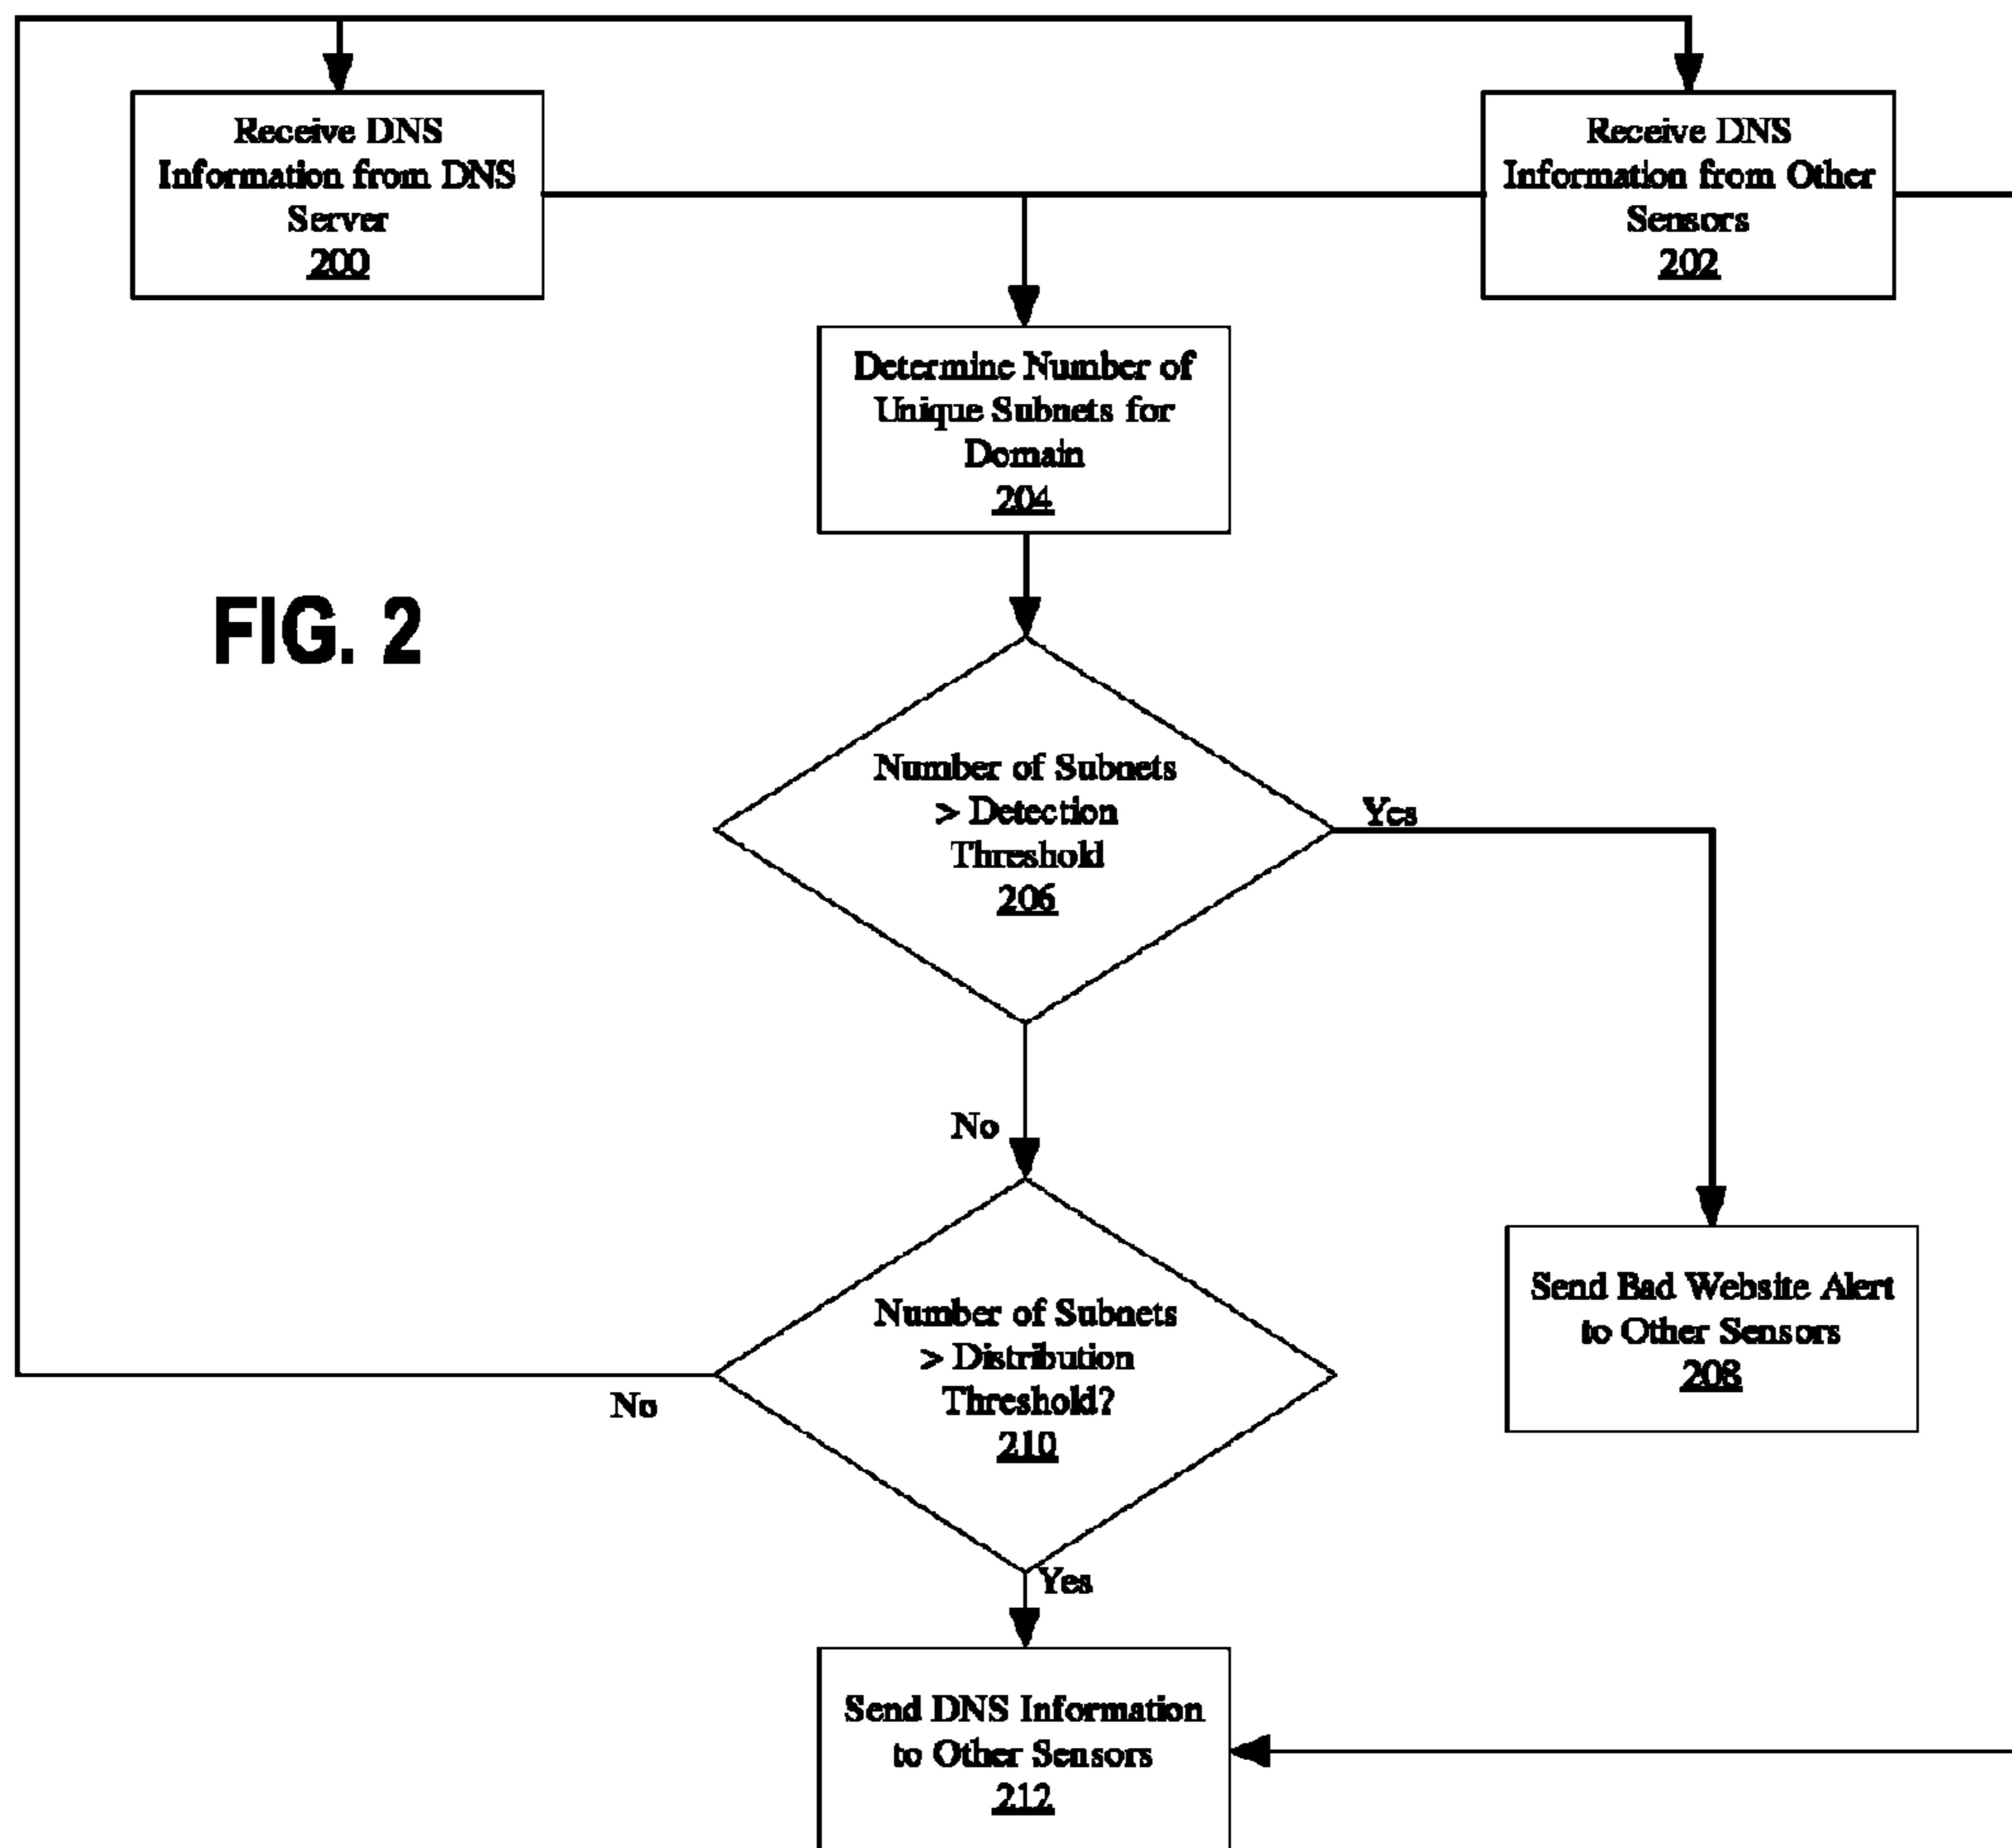 Receive DNS
Information from DNS
Server
200
Receive DNS
Information from Other
Sensors
202
Determine Number of
Unique Subnets for
Domain
204
FIG. 2
Number of Subnets
> Detection
Threshold
206
Yes
No
Send Bad Website Alert
to Other Sensors
208
Number of Subnets
> Distribution
Threshold?
210
No
Yes
Send DNS Information
to Other Sensors
212